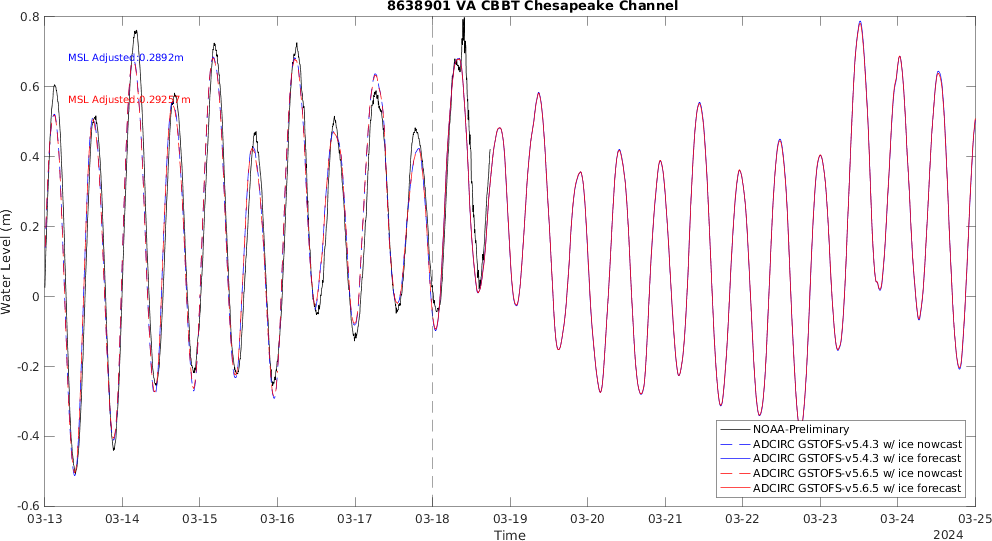 8638901 VA CBBT Chesapeake Channel
0.8
0.6
0.4
0.2
0
-0.2
-0.4
-0.6
Water Level (m)
MSL Adjusted:0.2892m
MSL Adjusted:0.29257m
NOAA-Preliminary
ADCIRC GSTOFS-v5.4.3 w/ ice nowcast
ADCIRC GSTOFS-v5.4.3 w/ ice forecast
ADCIRC GSTOFS-v5.6.5 w/ ice nowcast
ADCIRC GSTOFS-v5.6.5 w/ ice forecast
03-13 03-14 03-15 03-16 03-17 03-18 03-19 03-20 03-21 03-22 03-23 03-24 03-25
Time
2024